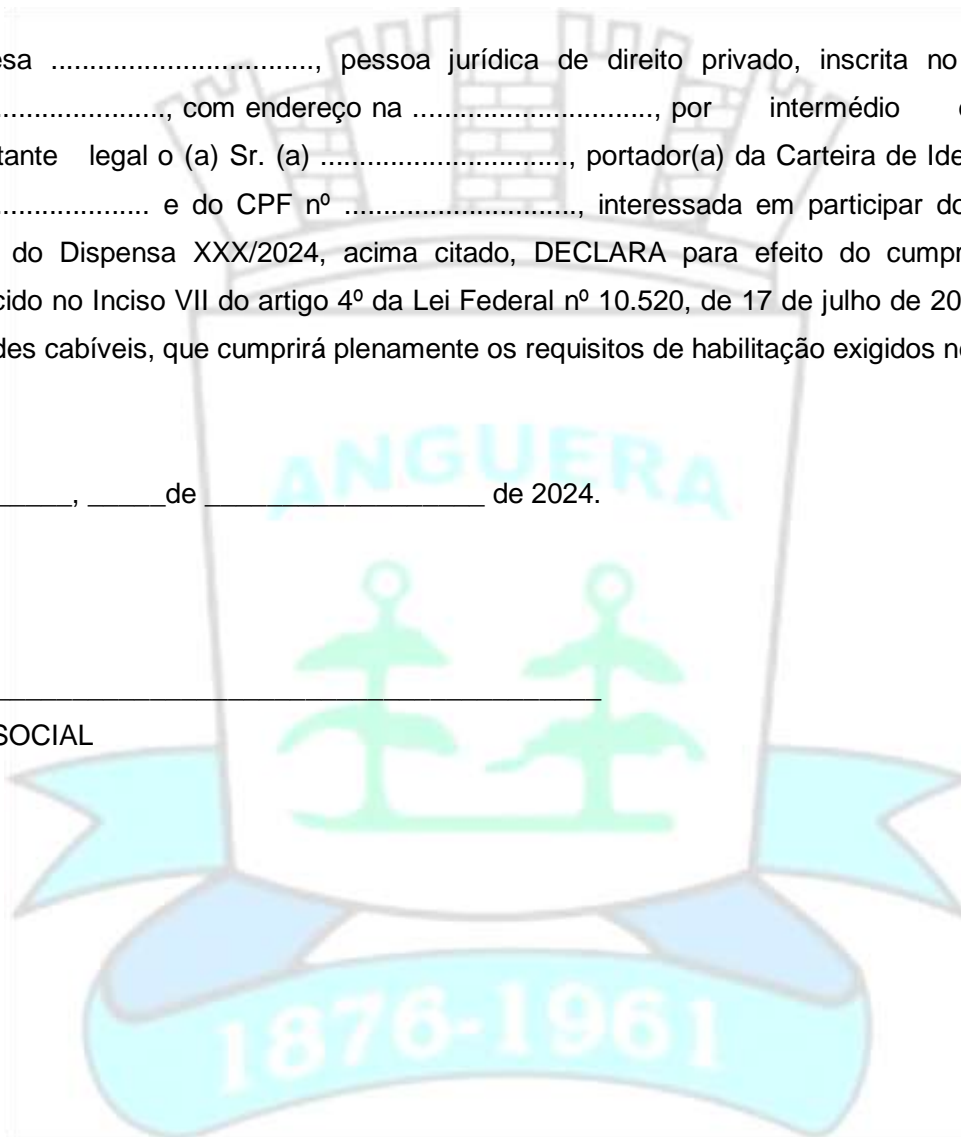 esa .................................., pessoa jurídica de direito privado, inscrita no
......................, com endereço na ..............................., por intermédio
tante legal o (a) Sr. (a) ................................, portador(a) da Carteira de Ide
.................... e do CPF nº .............................., interessada em participar do
do Dispensa XXX/2024, acima citado, DECLARA para efeito do cumpr
cido no Inciso VII do artigo 4º da Lei Federal nº 10.520, de 17 de julho de 20
des cabíveis, que cumprirá plenamente os requisitos de habilitação exigidos n
ANGUERA
_____, _____de __________________ de 2024.
_______________________________________
SOCIAL
1876-1961